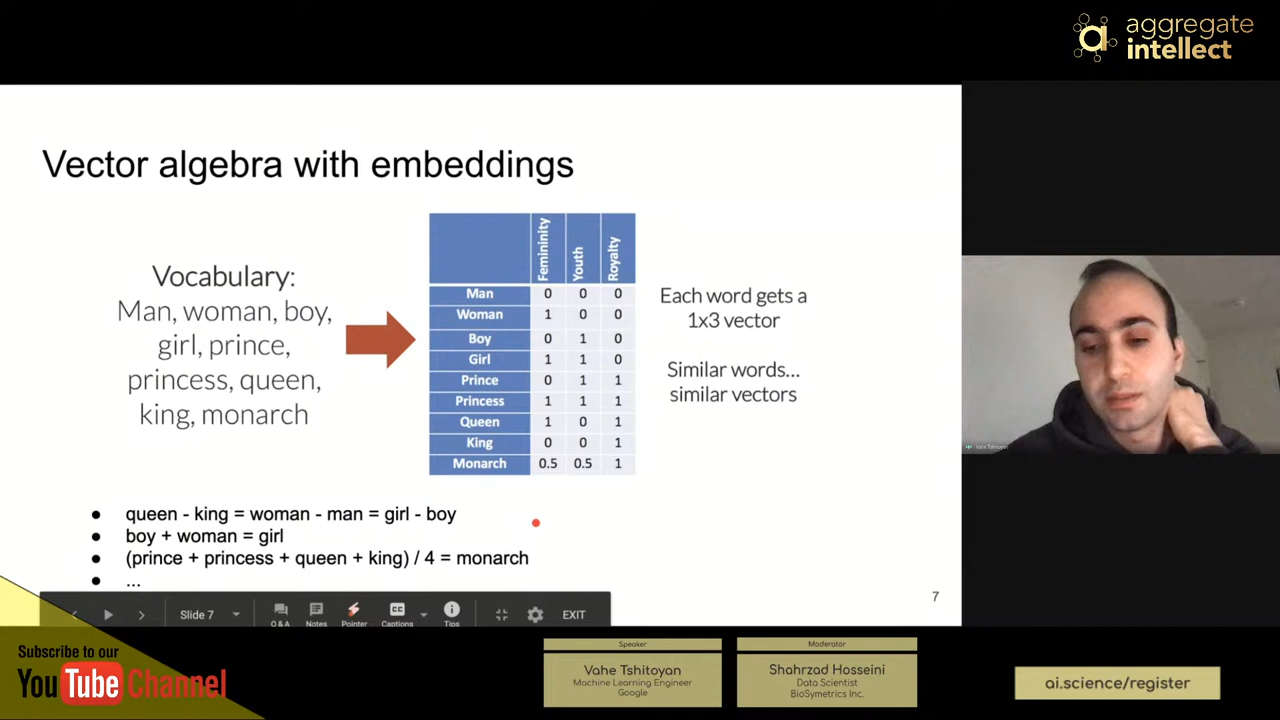 aggregate
intellect
Vector algebra with embeddings
Vocabulary:
Man, woman, boy,
girl, prince,
princess, queen,
king, monarch
Femininity Youth Royalty
Man 0 0 0
Woman 1 0 0
Boy 0 1 0
Girl 1 1 0
Prince 0 1 1
Princess 1 1 1
Queen 1 0 1
King 0 0 1
Monarch 0.5 0.5 1
Each word gets a
1x3 vector
Similar words...
similar vectors
• queen - king = woman - man = girl - boy
• boy + woman = girl
• (prince + princess + queen + king) / 4 = monarch
• ...
7
Slide 7
Q & A
Notes
Pointer
Captions
Tips
EXIT
Vahe Tshitoyan
Subscribe to our
YouTube Channel
Speaker
Vahe Tshitoyan
Machine Learning Engineer
Google
Moderator
Shahrzad Hosseini
Data Scientist
BioSymetrics Inc.
ai.science/register